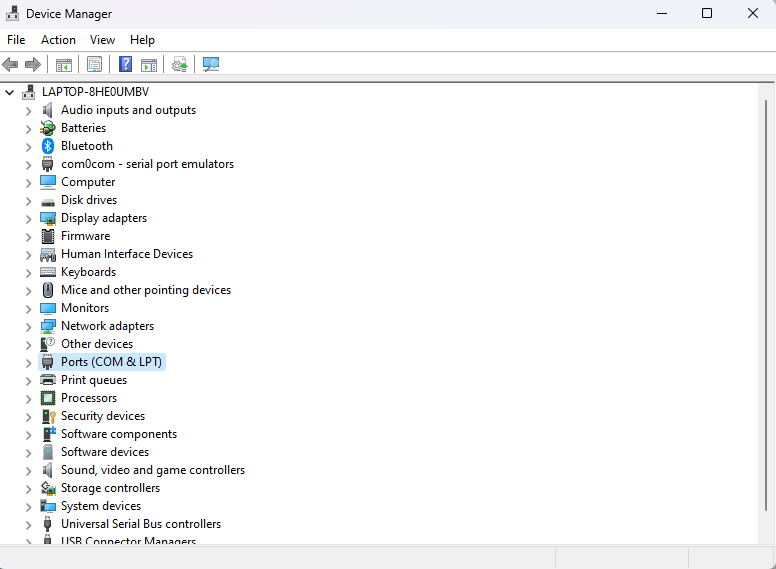 Device Manager
File Action View Help
LAPTOP-8HE0UMBV
Audio inputs and outputs
Batteries
Bluetooth
com0com - serial port emulators
Computer
Disk drives
Display adapters
Firmware
Human Interface Devices
Keyboards
Mice and other pointing devices
Monitors
Network adapters
Other devices
Ports (COM & LPT)
Print queues
Processors
Security devices
Software components
Software devices
Sound, video and game controllers
Storage controllers
System devices
Universal Serial Bus controllers
USB Connector Managers